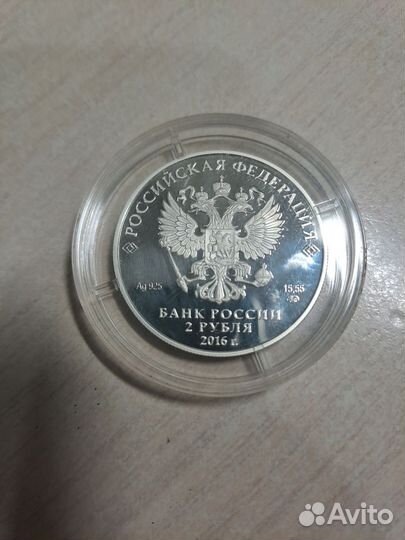 РОССИЙСКАЯ ФЕДЕРАЦИЯ
Ag 925
15,55
БАНК РОССИИ
2 РУБЛЯ
2016 г.
Avito